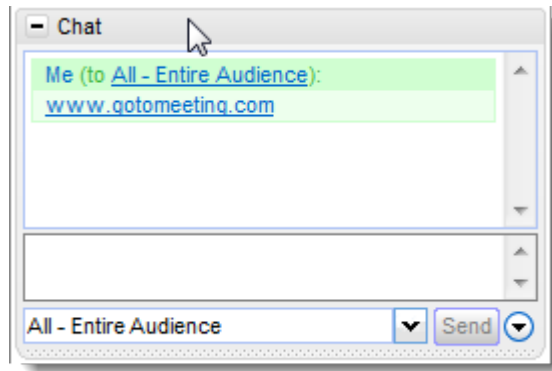 Chat
Me (to All - Entire Audience):
www.gotomeeting.com
All - Entire Audience
Send